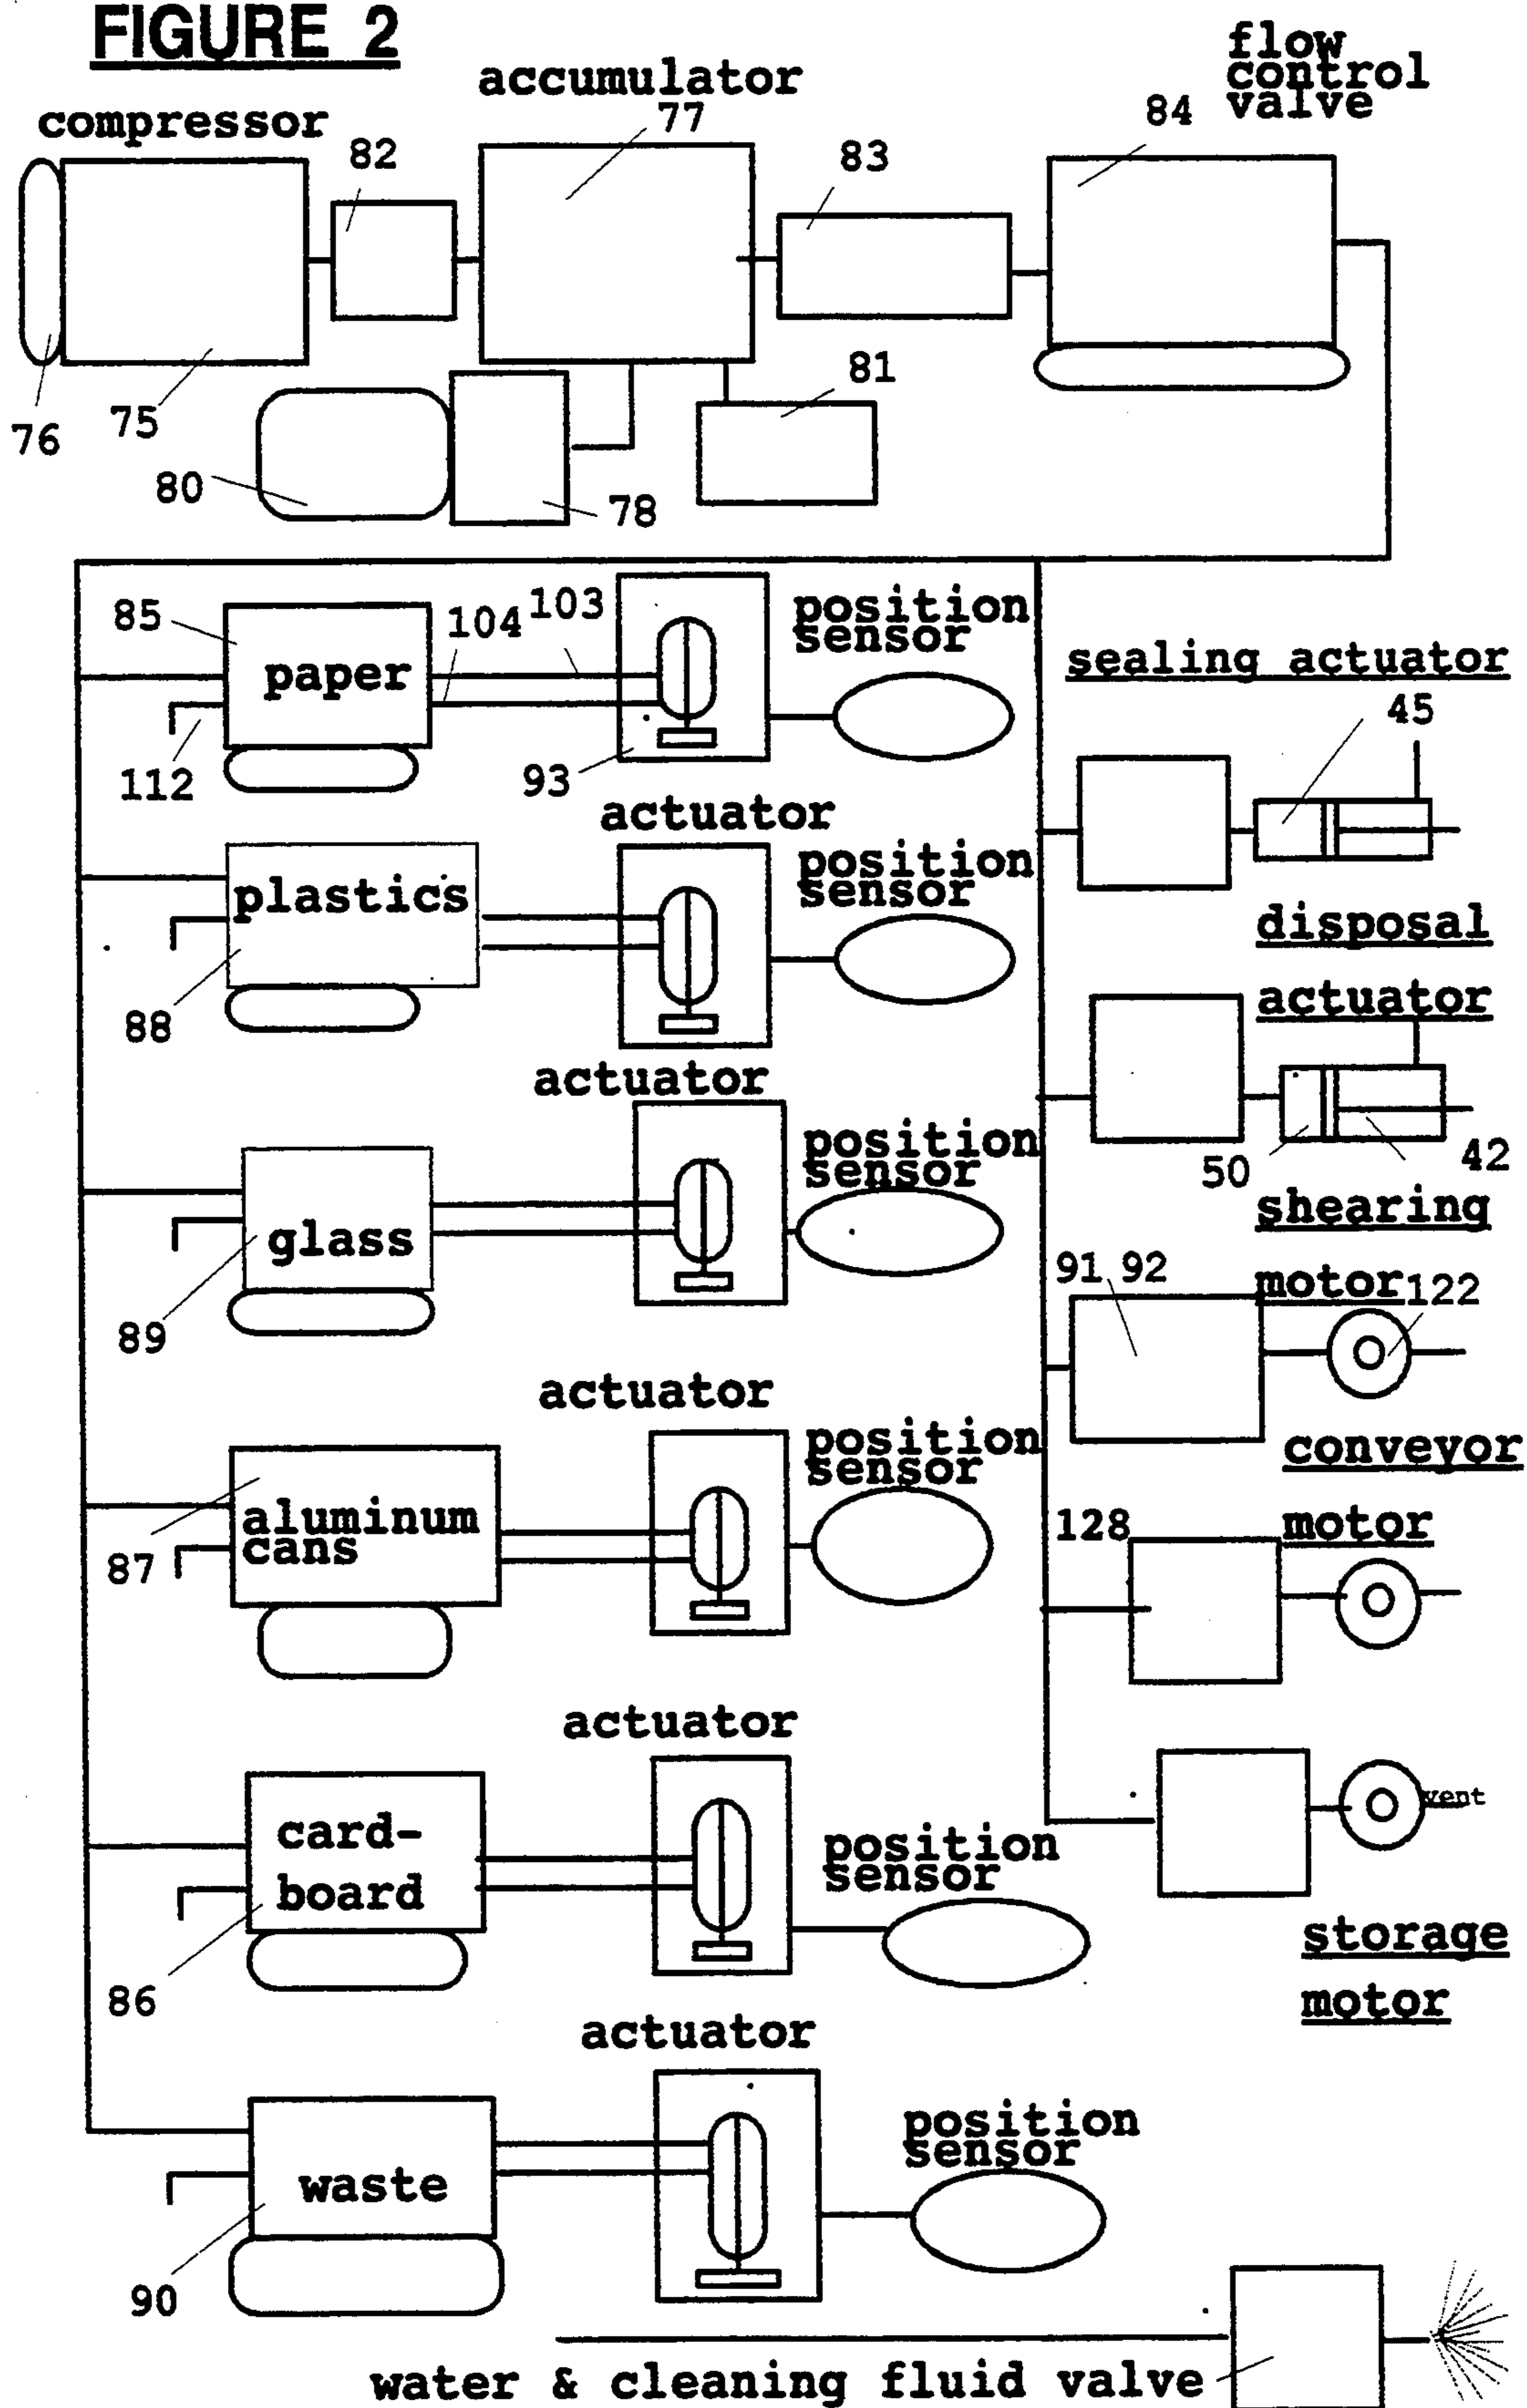 FIGURE 2
flow
control
valve
accumulator
compressor
77
84
82
83
81
76
75
80
78
85
104
103
position
sensor
paper
sealing actuator
45
112
93
actuator
plastics
position
sensor
disposal
88
actuator
actuator
position
sensor
50
42
glass
shearing
91, 92
motor
122
89
actuator
position
sensor
conveyor
aluminum
cans
128
motor
87
actuator
vent
card-
board
position
sensor
storage
86
motor
actuator
position
sensor
waste
90
water & cleaning fluid valve